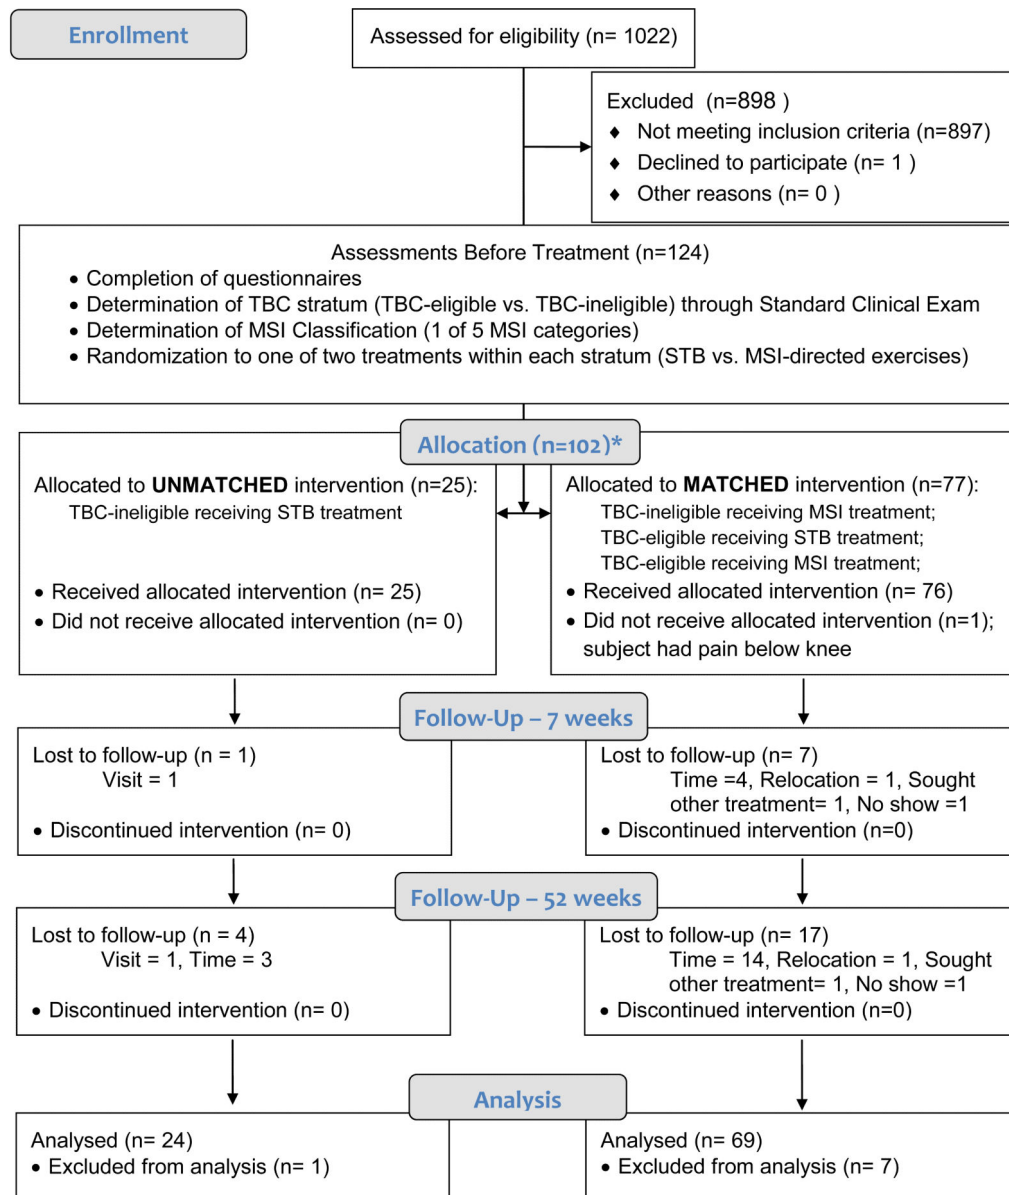 Enrollment
Assessed for eligibility (n= 1022)
Excluded (n=898 )
♦ Not meeting inclusion criteria (n=897)
♦ Declined to participate (n= 1 )
♦ Other reasons (n= 0 )
Assessments Before Treatment (n=124)
• Completion of questionnaires
• Determination of TBC stratum (TBC-eligible vs. TBC-ineligible) through Standard Clinical Exam
• Determination of MSI Classification (1 of 5 MSI categories)
• Randomization to one of two treatments within each stratum (STB vs. MSI-directed exercises)
Allocation (n=102)*
Allocated to UNMATCHED intervention (n=25):
TBC-ineligible receiving STB treatment
• Received allocated intervention (n= 25)
• Did not receive allocated intervention (n= 0)
Allocated to MATCHED intervention (n=77):
TBC-ineligible receiving MSI treatment;
TBC-eligible receiving STB treatment;
TBC-eligible receiving MSI treatment;
• Received allocated intervention (n= 76)
• Did not receive allocated intervention (n=1);
subject had pain below knee
Follow-Up – 7 weeks
Lost to follow-up (n = 1)
Visit = 1
• Discontinued intervention (n= 0)
Lost to follow-up (n= 7)
Time =4, Relocation = 1, Sought
other treatment= 1, No show =1
• Discontinued intervention (n=0)
Follow-Up – 52 weeks
Lost to follow-up (n = 4)
Visit = 1, Time = 3
• Discontinued intervention (n= 0)
Lost to follow-up (n= 17)
Time = 14, Relocation = 1, Sought
other treatment= 1, No show =1
• Discontinued intervention (n=0)
Analysis
Analysed (n= 24)
• Excluded from analysis (n= 1)
Analysed (n= 69)
• Excluded from analysis (n= 7)